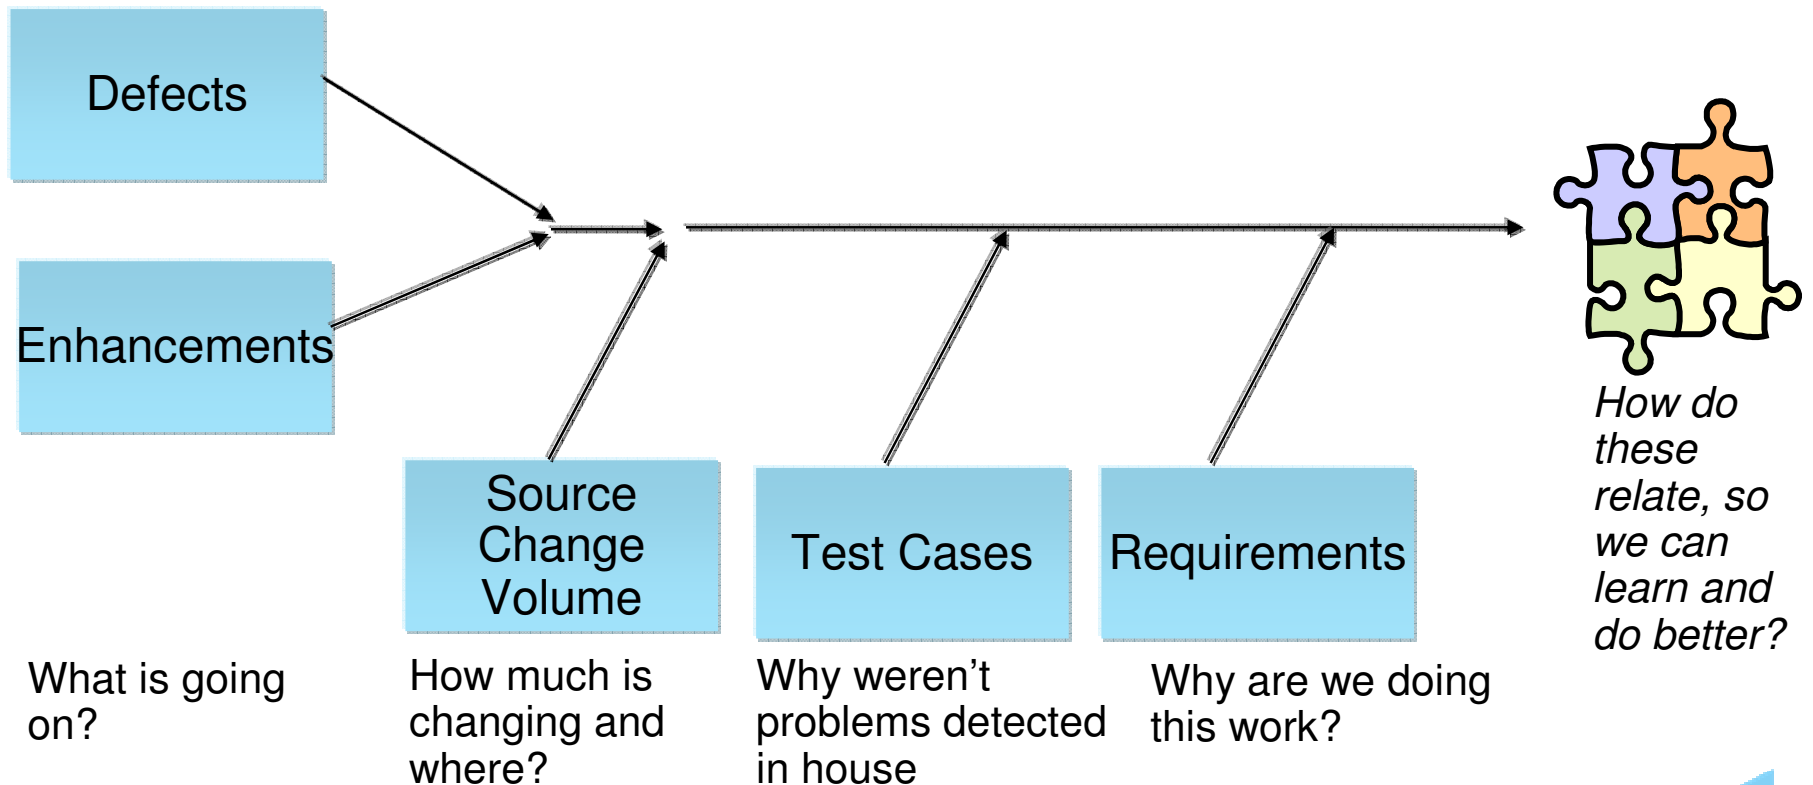 Defects
Enhancements
Source
Change
Volume
Test Cases
Requirements
How do
these
relate, so
we can
learn and
do better?
What is going
on?
How much is
changing and
where?
Why weren't
problems detected
in house
Why are we doing
this work?